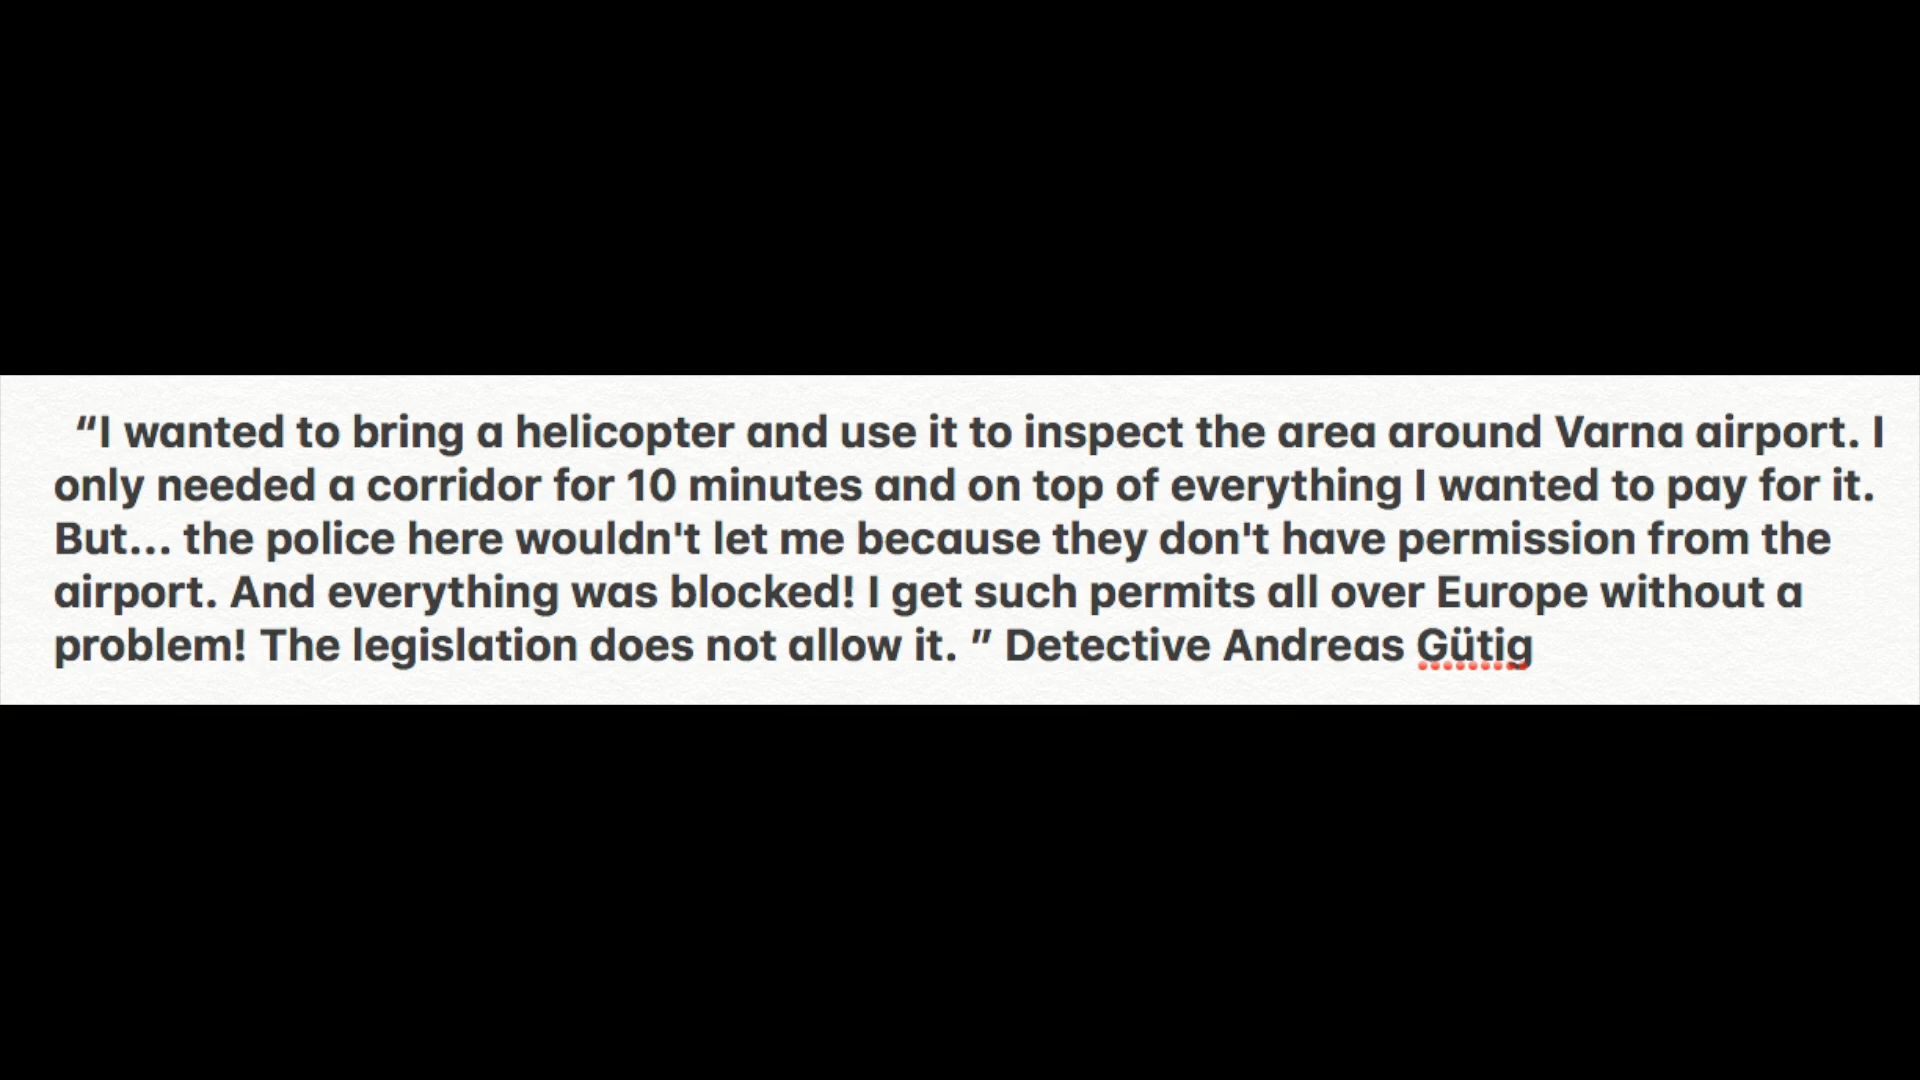 “I wanted to bring a helicopter and use it to inspect the area around Varna airport. I
only needed a corridor for 10 minutes and on top of everything I wanted to pay for it.
But... the police here wouldn't let me because they don't have permission from the
airport. And everything was blocked! I get such permits all over Europe without a
problem! The legislation does not allow it. ” Detective Andreas Gütig